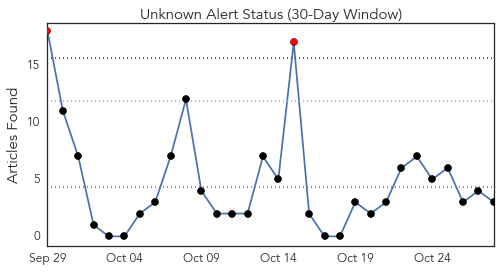 Unknown Alert Status (30-Day Window)
Articles Found
15
10
5
0
Sep 29 Oct 04 Oct 09 Oct 14 Oct 19 Oct 24